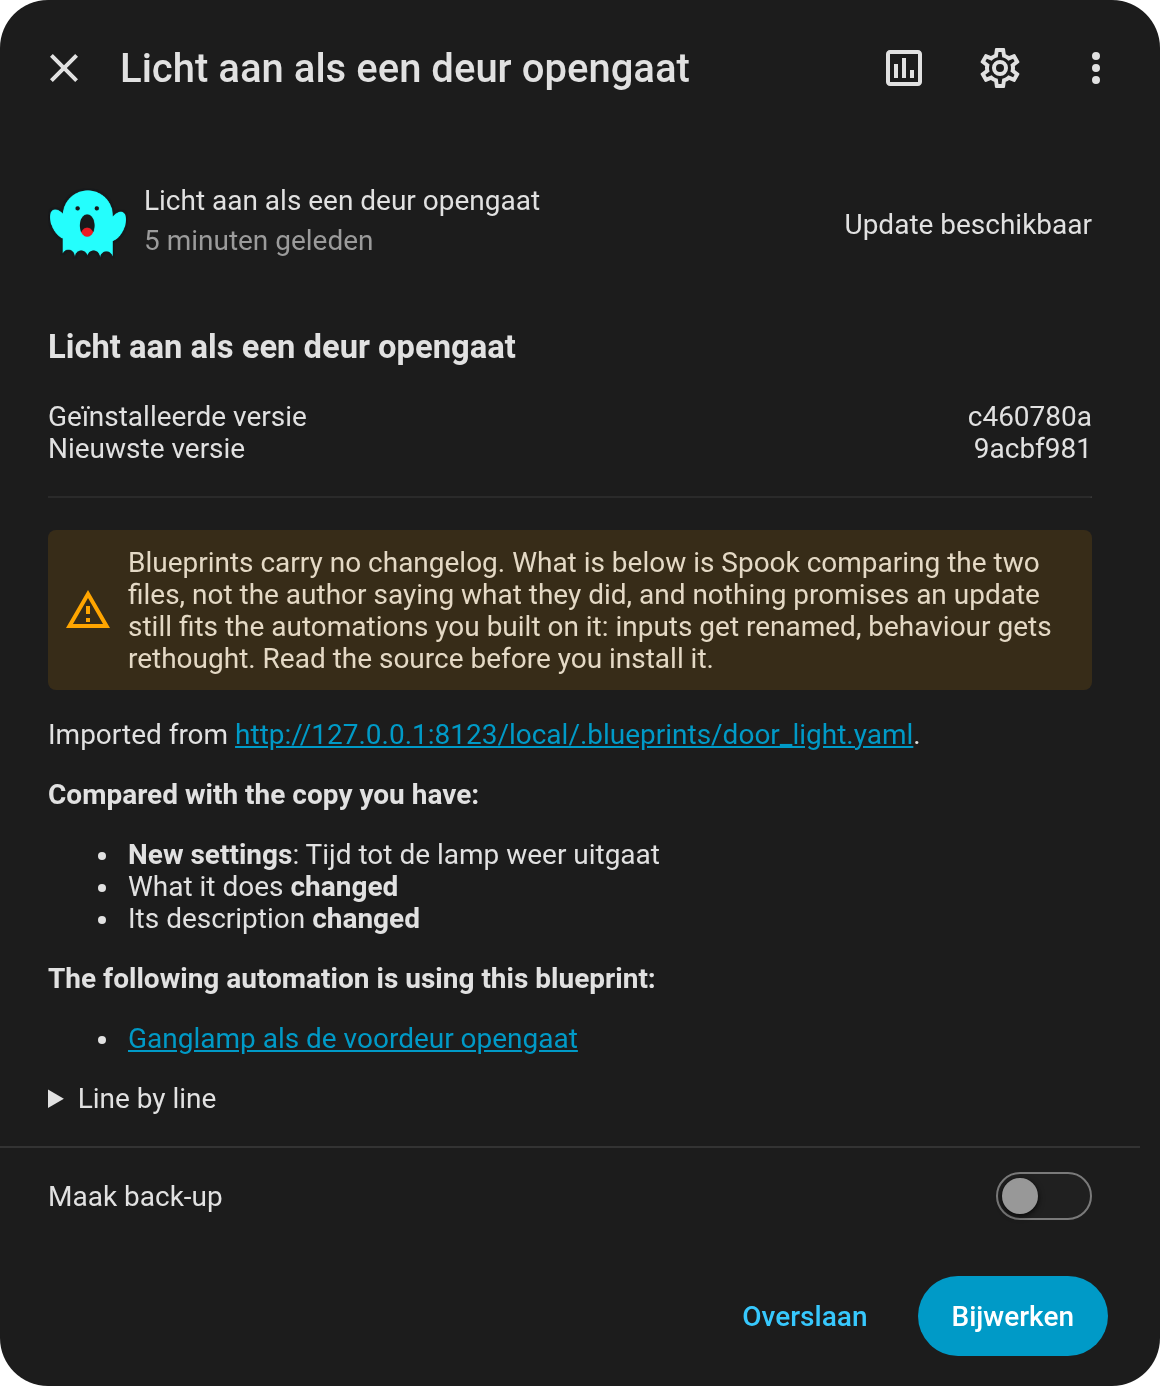 Licht aan als een deur opengaat
Licht aan als een deur opengaat
5 minuten geleden
Update beschikbaar
Licht aan als een deur opengaat
Geïnstalleerde versie c460780a
Nieuwste versie 9acbf981
Blueprints carry no changelog. What is below is Spook comparing the two
files, not the author saying what they did, and nothing promises an update
still fits the automations you built on it: inputs get renamed, behaviour gets
rethought. Read the source before you install it.
Imported from http://127.0.0.1:8123/local/.blueprints/door_light.yaml.
Compared with the copy you have:
• New settings: Tijd tot de lamp weer uitgaat
• What it does changed
• Its description changed
The following automation is using this blueprint:
• Ganglamp als de voordeur opengaat
Line by line
Maak back-up
Overslaan
Bijwerken